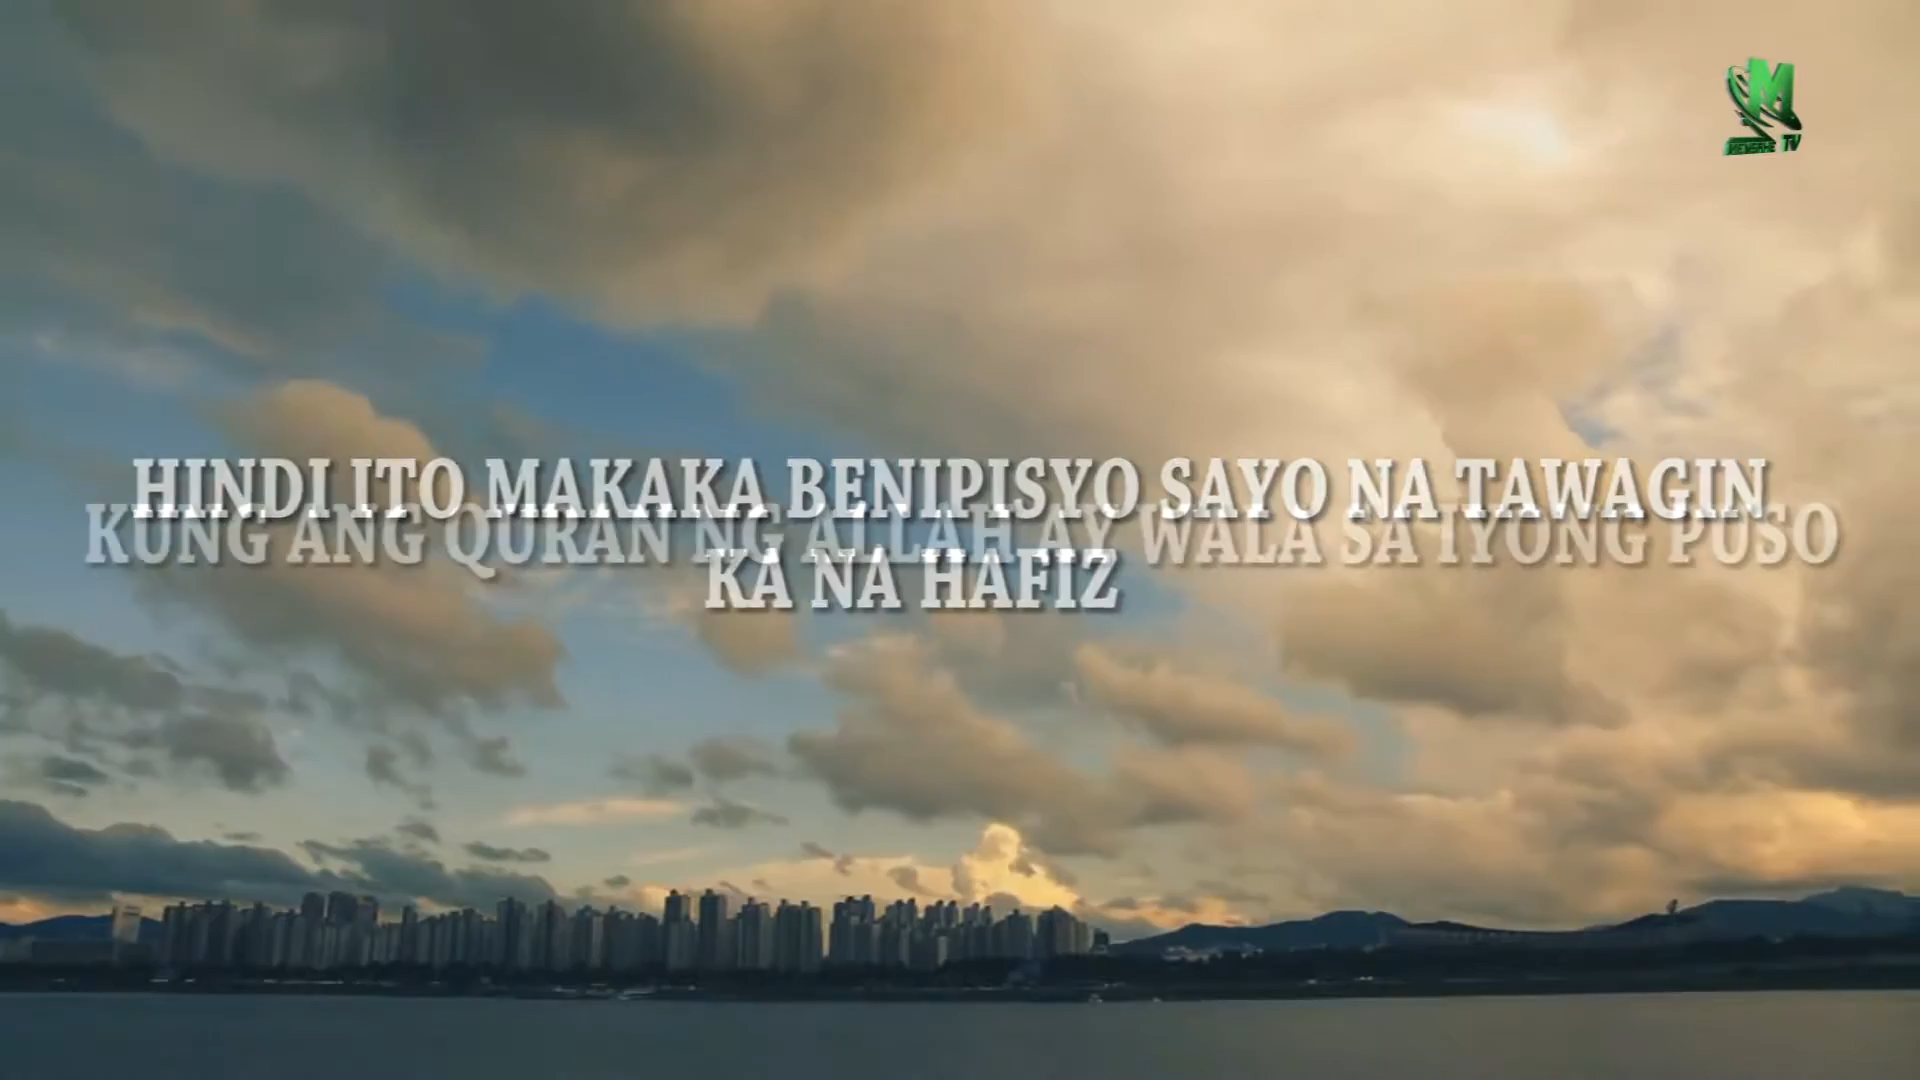 HINDI ITO MAKAKA BENIPISYO SAYO NA TAWAGIN
KA NA HAFIZ
KUNG ANG QURAN NG ALLAH AY WALA SA IYONG PUSO
M
TV